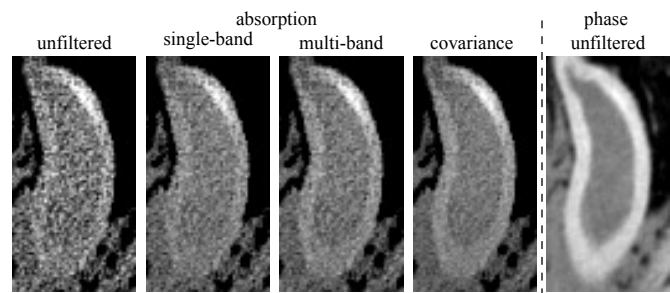 absorption
phase
unfiltered
single-band
multi-band
covariance
unfiltered